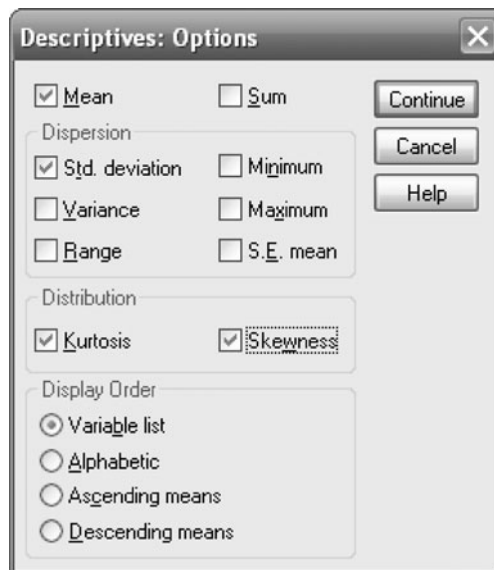 Descriptives: Options
Mean Sum
Continue
Dispersion
Cancel
Std. deviation Minimum
Help
Variance Maximum
Range S.E. mean
Distribution
Kurtosis Skewness
Display Order
Variable list
Alphabetic
Ascending means
Descending means